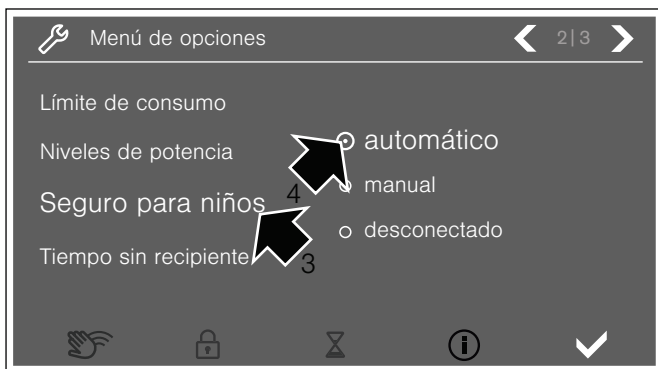 Menú de opciones
2|3
Límite de consumo
Niveles de potencia
Seguro para niños
Tiempo sin recipiente
automático
manual
desconectado
4
3
i